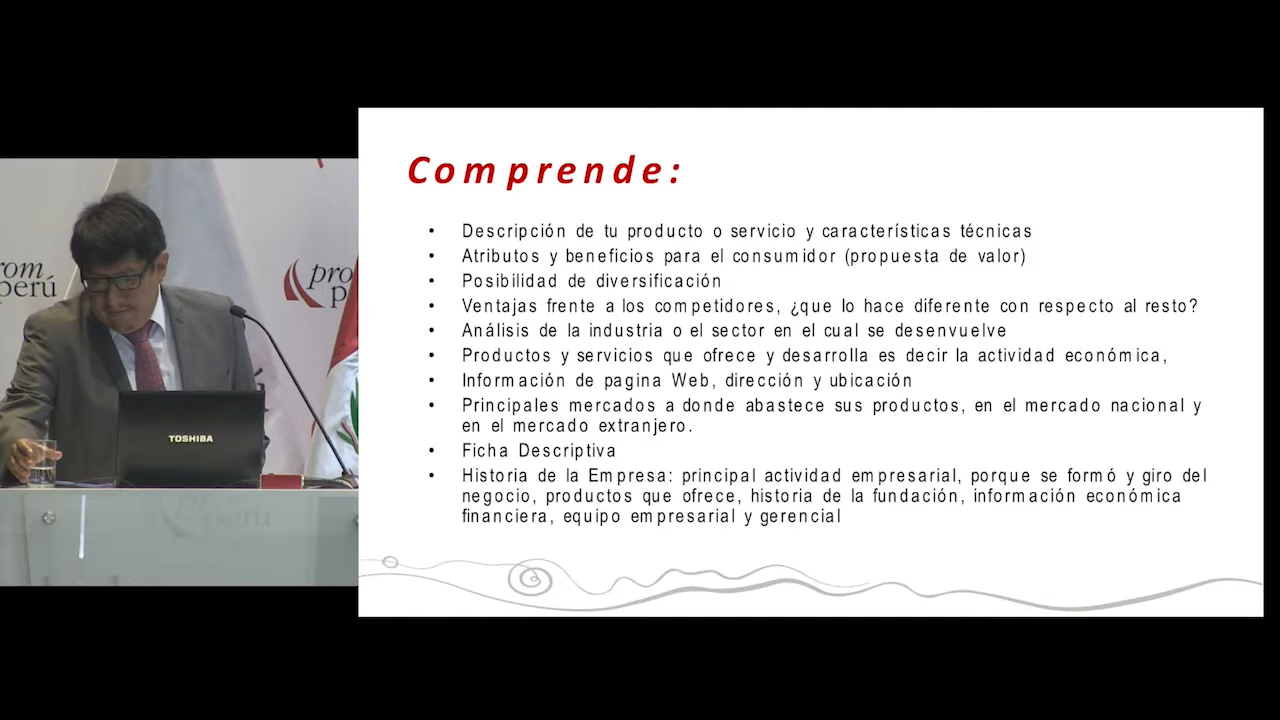 Comprende:
• Descripción de tu producto o servicio y características técnicas
• Atributos y beneficios para el consumidor (propuesta de valor)
• Posibilidad de diversificación
• Ventajas frente a los competidores, ¿que lo hace diferente con respecto al resto?
• Análisis de la industria o el sector en el cual se desenvuelve
• Productos y servicios que ofrece y desarrolla es decir la actividad económica,
• Información de pagina Web, dirección y ubicación
• Principales mercados a donde abastece sus productos, en el mercado nacional y
en el mercado extranjero.
• Ficha Descriptiva
• Historia de la Empresa: principal actividad empresarial, porque se formó y giro del
negocio, productos que ofrece, historia de la fundación, información económica
financiera, equipo empresarial y gerencial
rom
perú
pro
p
TOSHIBA